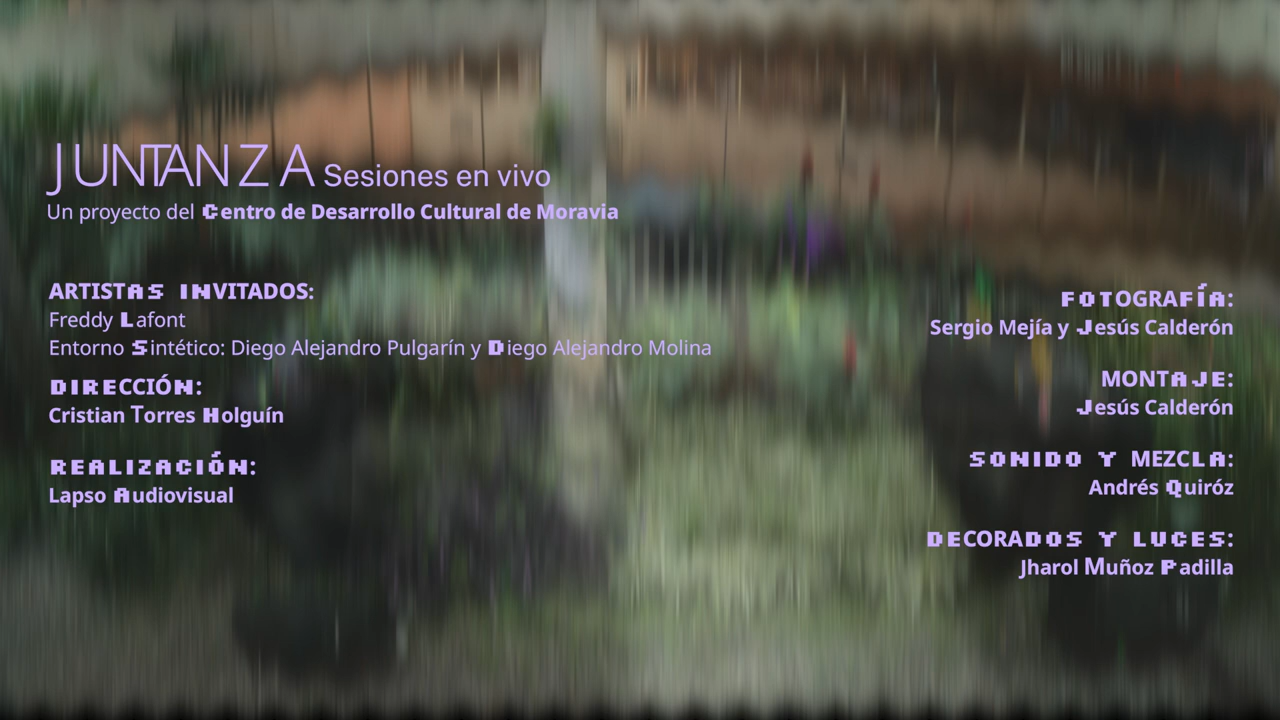 JUNTANZA Sesiones en vivo
Un proyecto del Centro de Desarrollo Cultural de Moravia
ARTISTAS INVITADOS:
Freddy Lafont
Entorno Sintético: Diego Alejandro Pulgarín y Diego Alejandro Molina
DIRECCIÓN:
Cristian Torres Holguín
REALIZACIÓN:
Lapso Audiovisual
FOTOGRAFÍA:
Sergio Mejía y Jesús Calderón
MONTAJE:
Jesús Calderón
SONIDO Y MEZCLA:
Andrés Quiróz
DECORADOS Y LUCES:
Jharol Muñoz Padilla